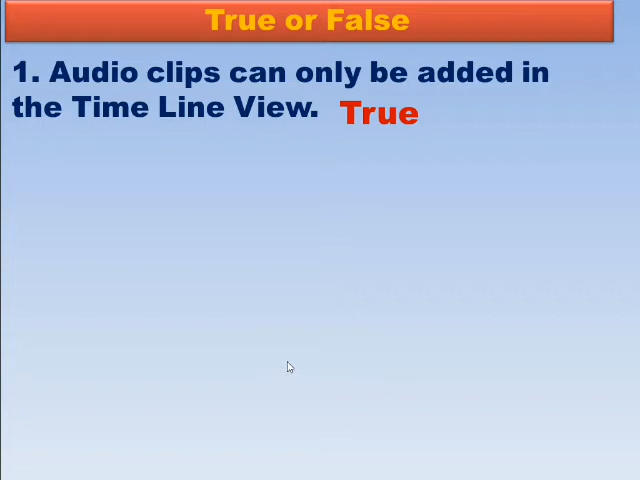 True or False
1. Audio clips can only be added in
the Time Line View. True